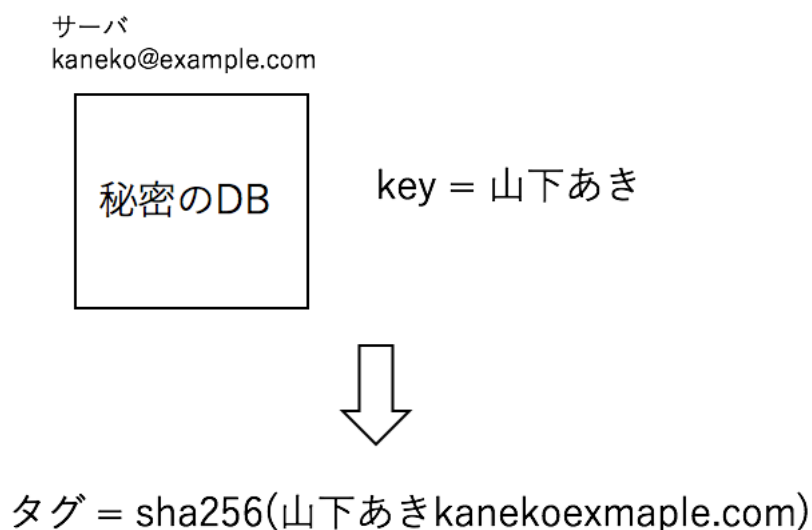 サーバ
kaneko@example.com
秘密のDB
key = 山下あき
タグ = sha256(山下あきkanekoexmaple.com)